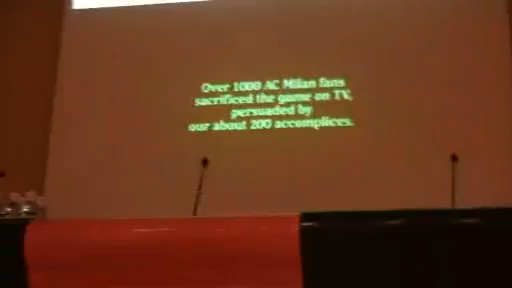 Over 1000 AC Milan fans
sacrificed the game on TV,
persuaded by
our about 200 accomplices.